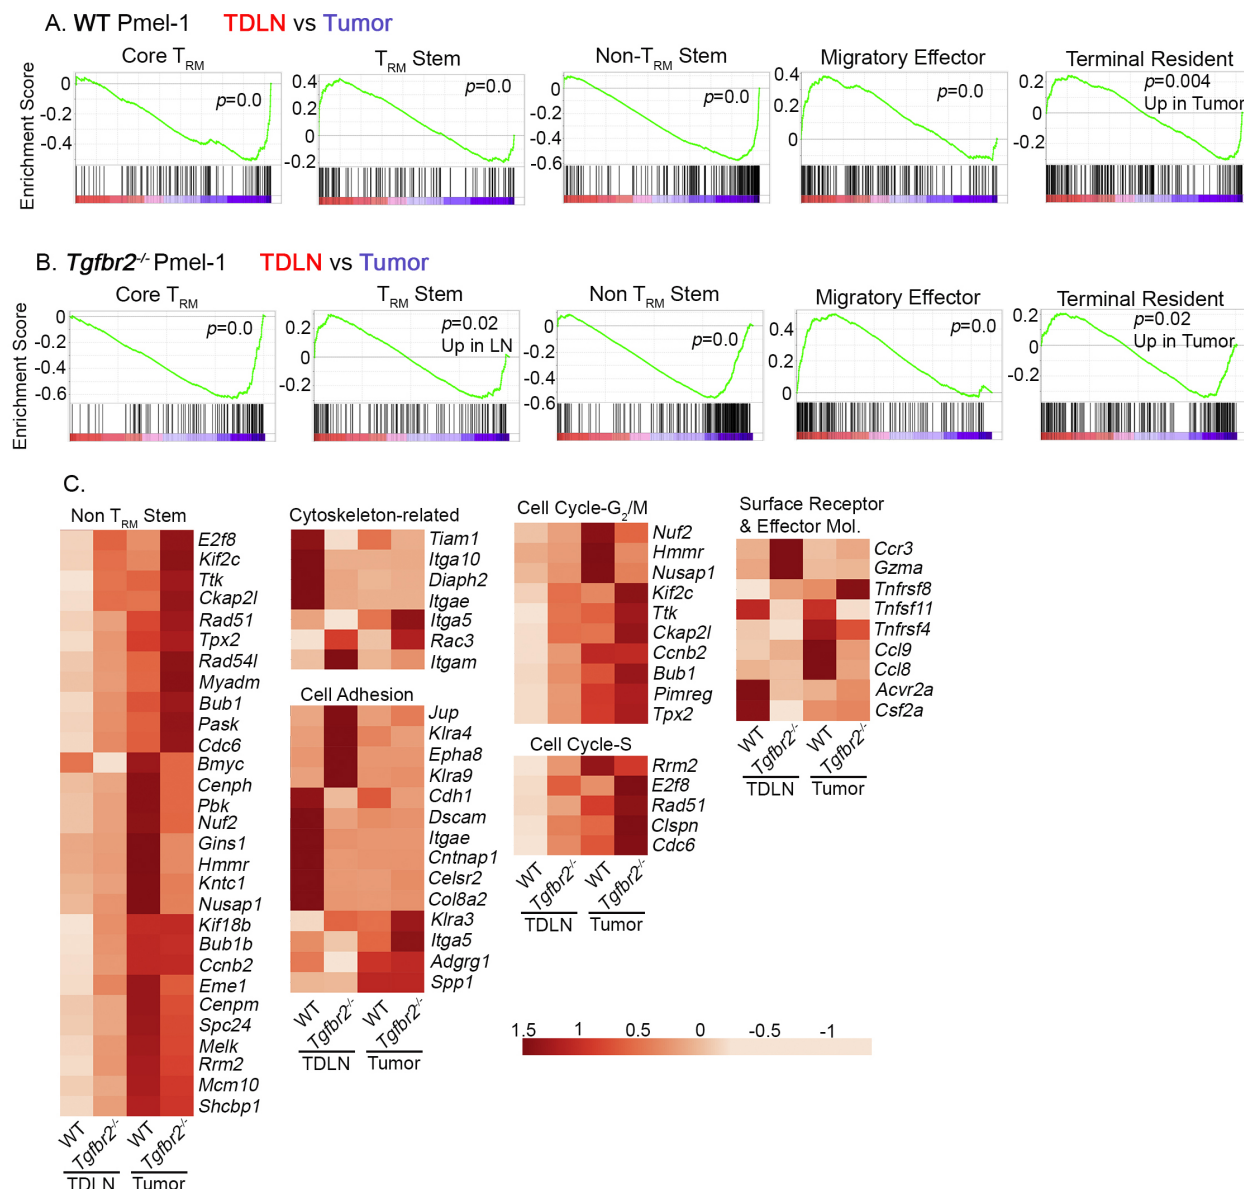 A. WT Pmel-1 TDLN vs Tumor
Core TRM
TRM Stem
Non-TRM Stem
Migratory Effector
Terminal Resident
Enrichment Score
0
-0.2
-0.4
p=0.0
0.4
0.2
0
-0.2
p=0.0
0
-0.2
-0.4
-0.6
p=0.0
0.4
0.2
0
p=0.0
0.2
0
-0.2
p=0.004
Up in Tumor
B. Tgfbr2-/- Pmel-1 TDLN vs Tumor
Core TRM
TRM Stem
Non TRM Stem
Migratory Effector
Terminal Resident
Enrichment Score
0
-0.2
-0.4
-0.6
p=0.0
0.2
0
-0.2
p=0.02
Up in LN
0
-0.2
-0.4
-0.6
p=0.0
0.4
0.2
0
p=0.0
0.2
0
-0.2
p=0.02
Up in Tumor
C.
Non TRM Stem
E2f8
Kif2c
Ttk
Ckap2l
Rad51
Tpx2
Rad54l
Myadm
Bub1
Pask
Cdc6
Bmyc
Cenph
Pbk
Nuf2
Gins1
Hmmr
Kntc1
Nusap1
Kif18b
Bub1b
Ccnb2
Eme1
Cenpm
Spc24
Melk
Rrm2
Mcm10
Shcbp1
WT
Tgfbr2-/-
WT
Tgfbr2-/-
TDLN
Tumor
Cytoskeleton-related
Tiam1
Itga10
Diaph2
Itgae
Itga5
Rac3
Itgam
Cell Adhesion
Jup
Klra4
Epha8
Klra9
Cdh1
Dscam
Itgae
Cntnap1
Celsr2
Col8a2
Klra3
Itga5
Adgrg1
Spp1
WT
Tgfbr2-/-
WT
Tgfbr2-/-
TDLN
Tumor
Cell Cycle-G2/M
Nuf2
Hmmr
Nusap1
Kif2c
Ttk
Ckap2l
Ccnb2
Bub1
Pimreg
Tpx2
Cell Cycle-S
Rrm2
E2f8
Rad51
Clspn
Cdc6
WT
Tgfbr2-/-
WT
Tgfbr2-/-
TDLN
Tumor
Surface Receptor
& Effector Mol.
Ccr3
Gzma
Tnfrsf8
Tnfsf11
Tnfrsf4
Ccl9
Ccl8
Acvr2a
Csf2a
WT
Tgfbr2-/-
WT
Tgfbr2-/-
TDLN
Tumor
1.5 1 0.5 0 -0.5 -1